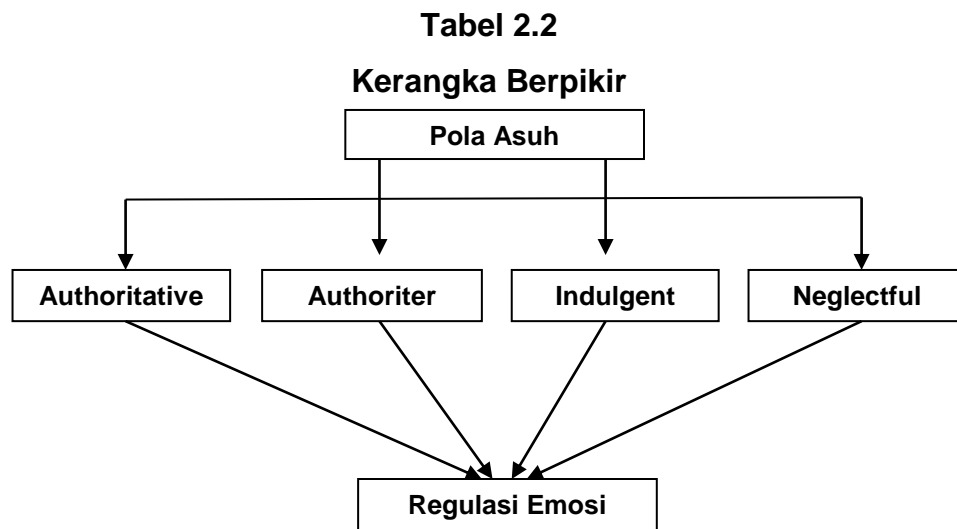 Tabel 2.2
Kerangka Berpikir
Pola Asuh
Authoritative
Authoriter
Indulgent
Neglectful
Regulasi Emosi